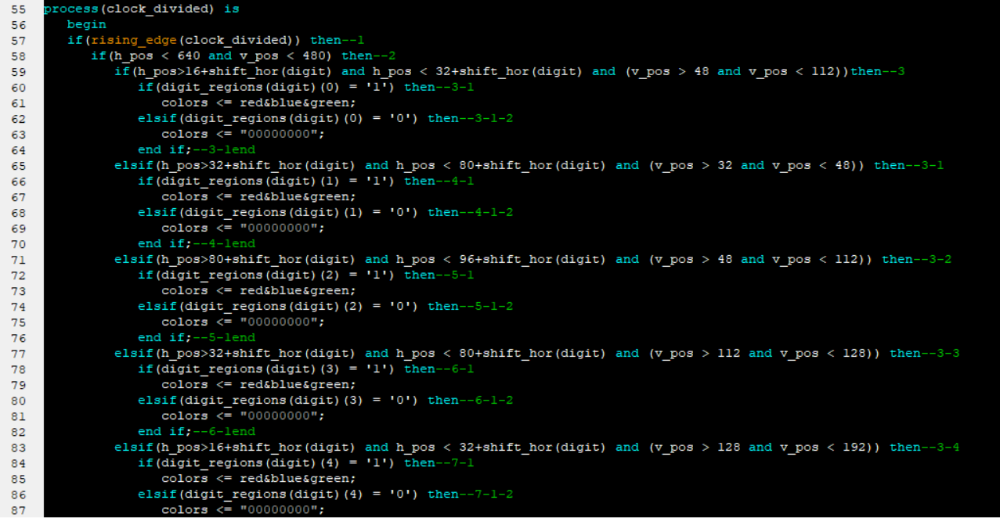 55 process(clock_divided) is
56 begin
57 if(rising_edge(clock_divided)) then--1
58 if(h_pos < 640 and v_pos < 480) then--2
59 if(h_pos>16+shift_hor(digit) and h_pos < 32+shift_hor(digit) and (v_pos > 48 and v_pos < 112))then--3
60 if(digit_regions(digit)(0) = '1') then--3-1
61 colors <= red&blue&green;
62 elsif(digit_regions(digit)(0) = '0') then--3-1-2
63 colors <= "00000000";
64 end if;--3-1end
65 elsif(h_pos>32+shift_hor(digit) and h_pos < 80+shift_hor(digit) and (v_pos > 32 and v_pos < 48)) then--3-1
66 if(digit_regions(digit)(1) = '1') then--4-1
67 colors <= red&blue&green;
68 elsif(digit_regions(digit)(1) = '0') then--4-1-2
69 colors <= "00000000";
70 end if;--4-1end
71 elsif(h_pos>80+shift_hor(digit) and h_pos < 96+shift_hor(digit) and (v_pos > 48 and v_pos < 112)) then--3-2
72 if(digit_regions(digit)(2) = '1') then--5-1
73 colors <= red&blue&green;
74 elsif(digit_regions(digit)(2) = '0') then--5-1-2
75 colors <= "00000000";
76 end if;--5-1end
77 elsif(h_pos>32+shift_hor(digit) and h_pos < 80+shift_hor(digit) and (v_pos > 112 and v_pos < 128)) then--3-3
78 if(digit_regions(digit)(3) = '1') then--6-1
79 colors <= red&blue&green;
80 elsif(digit_regions(digit)(3) = '0') then--6-1-2
81 colors <= "00000000";
82 end if;--6-1end
83 elsif(h_pos>16+shift_hor(digit) and h_pos < 32+shift_hor(digit) and (v_pos > 128 and v_pos < 192)) then--3-4
84 if(digit_regions(digit)(4) = '1') then--7-1
85 colors <= red&blue&green;
86 elsif(digit_regions(digit)(4) = '0') then--7-1-2
87 colors <= "00000000";